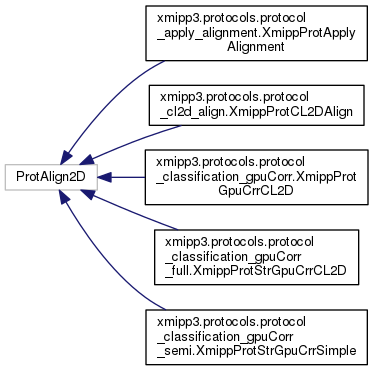 xmipp3.protocols.protocol
_apply_alignment.XmippProtApply
Alignment
xmipp3.protocols.protocol
_cl2d_align.XmippProtCL2DAlign
ProtAlign2D
xmipp3.protocols.protocol
_classification_gpuCorr.XmippProt
GpuCrrCL2D
xmipp3.protocols.protocol
_classification_gpuCorr
_full.XmippProtStrGpuCrrCL2D
xmipp3.protocols.protocol
_classification_gpuCorr
_semi.XmippProtStrGpuCrrSimple